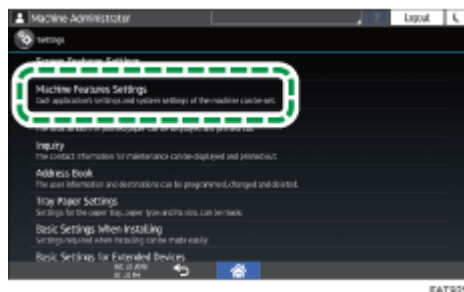 Machine Administrator
? Logout
Settings
Screen Features Settings
Machine Features Settings
Each application's settings and system settings of the machine can be set.
Inquiry
The contact information for maintenance can be displayed and printed out.
Address Book
The user information and destinations can be programmed, changed and deleted.
Tray Paper Settings
Settings for the paper tray, paper type and its size, can be made.
Basic Settings When Installing
Settings required when installing can be made easily.
Basic Settings for Extended Devices